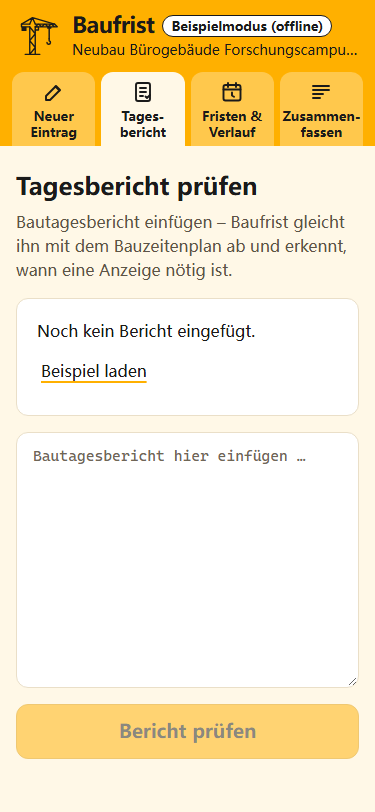 Baufrist Beispielmodus (offline)
Neubau Bürogebäude Forschungscampu...
Neuer
Eintrag
Tages-
bericht
Fristen &
Verlauf
Zusammen-
fassen
Tagesbericht prüfen
Bautagesbericht einfügen – Baufrist gleicht
ihn mit dem Bauzeitenplan ab und erkennt,
wann eine Anzeige nötig ist.
Noch kein Bericht eingefügt.
Beispiel laden
Bautagesbericht hier einfügen …
Bericht prüfen